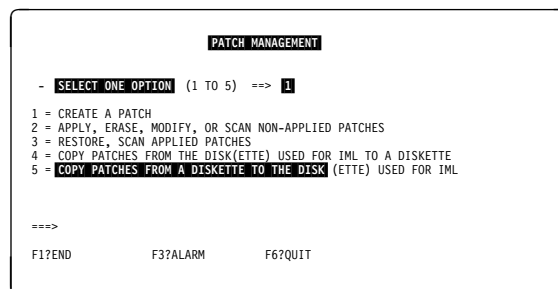 PATCH MANAGEMENT
- SELECT ONE OPTION (1 TO 5) ==> 1
1 = CREATE A PATCH
2 = APPLY, ERASE, MODIFY, OR SCAN NON-APPLIED PATCHES
3 = RESTORE, SCAN APPLIED PATCHES
4 = COPY PATCHES FROM THE DISK(ETTE) USED FOR IML TO A DISKETTE
5 = COPY PATCHES FROM A DISKETTE TO THE DISK (ETTE) USED FOR IML
===>
F1?END F3?ALARM F6?QUIT